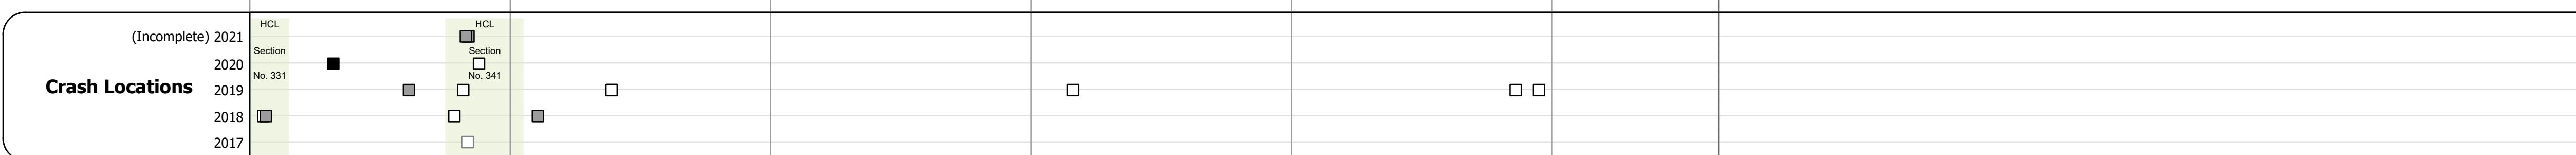 HCL
HCL
(Incomplete) 2021
Section
Section
2020
No. 331
No. 341
Crash Locations
2019
2018
2017